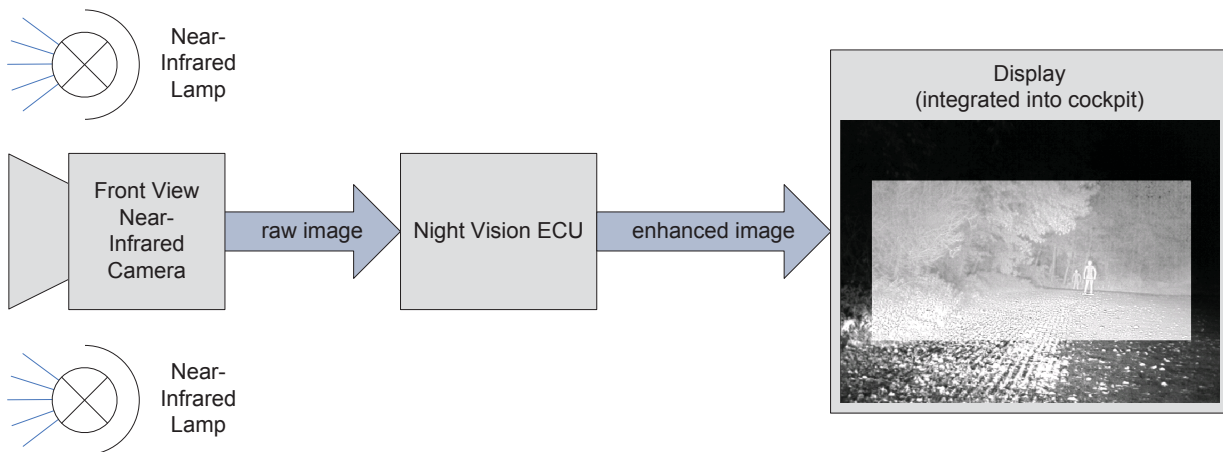 Near-
Infrared
Lamp
Front View
Near-
Infrared
Camera
raw image
Night Vision ECU
enhanced image
Display
(integrated into cockpit)
Near-
Infrared
Lamp